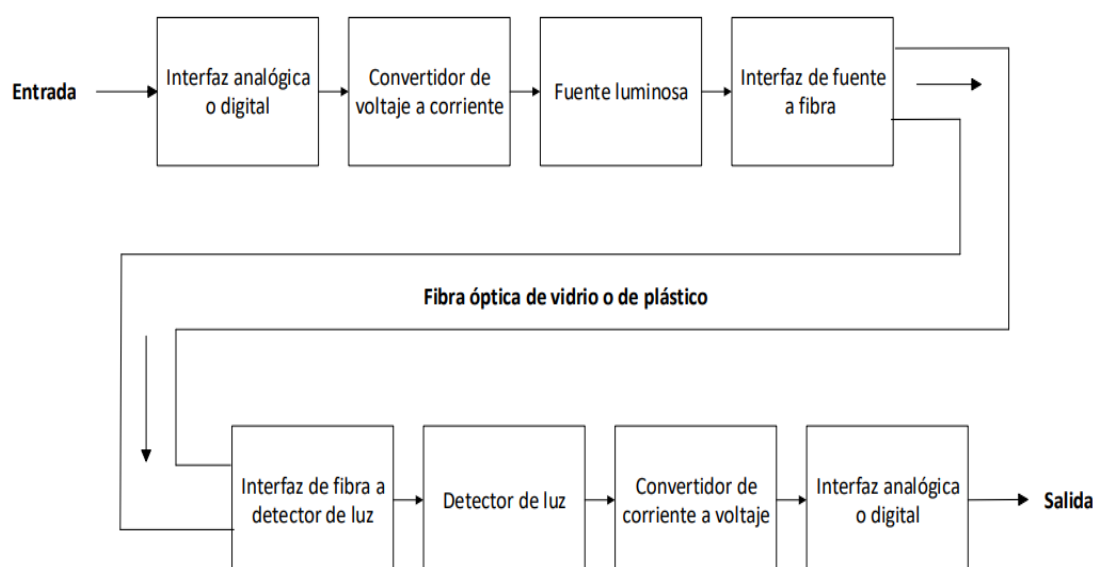 Entrada
Interfaz analógica
o digital
Convertidor de
voltaje a corriente
Fuente luminosa
Interfaz de fuente
a fibra
Fibra óptica de vidrio o de plástico
Interfaz de fibra a
detector de luz
Detector de luz
Convertidor de
corriente a voltaje
Interfaz analógica
o digital
Salida